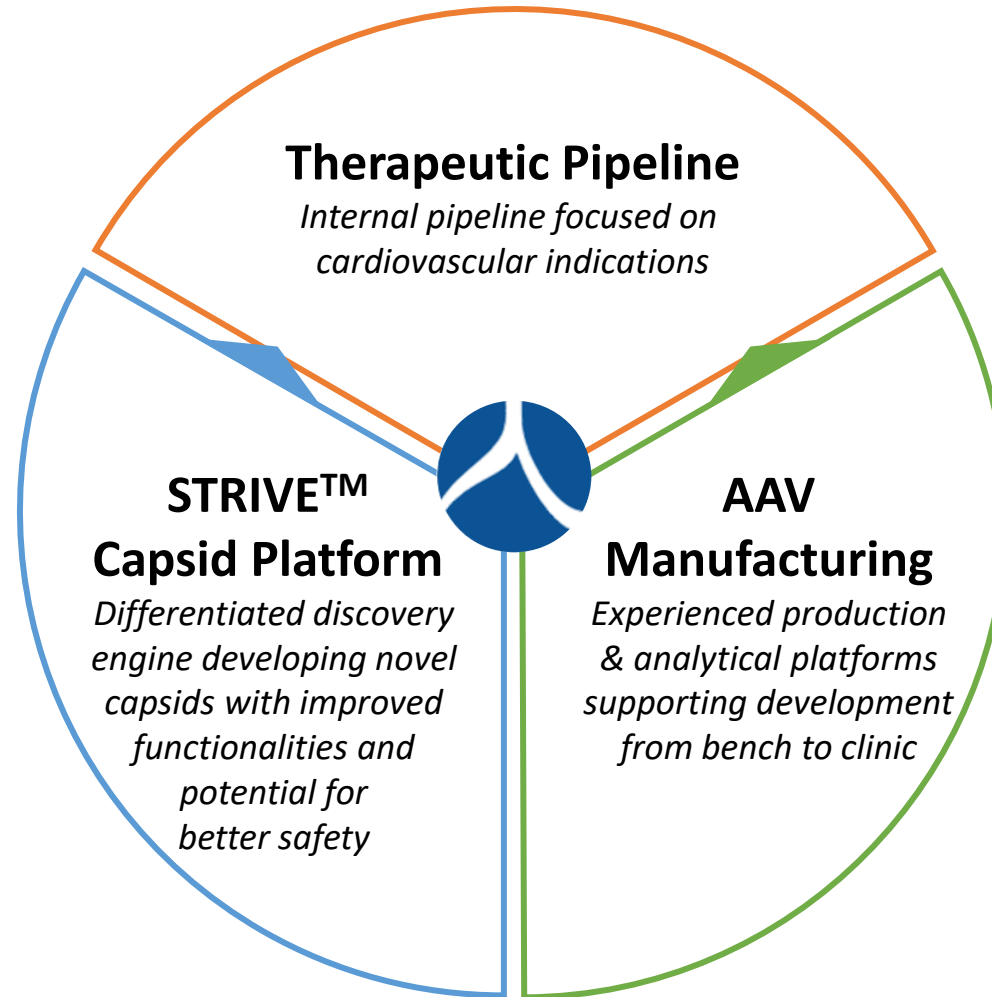 Therapeutic Pipeline
Internal pipeline focused on
cardiovascular indications
STRIVE™
Capsid Platform
Differentiated discovery
engine developing novel
capsids with improved
functionalities and
potential for
better safety
AAV
Manufacturing
Experienced production
& analytical platforms
supporting development
from bench to clinic